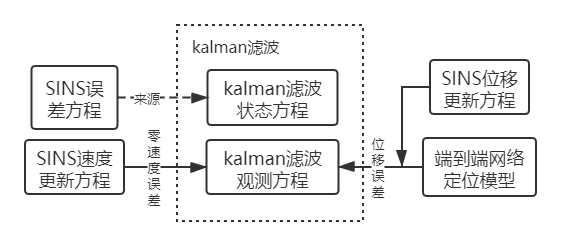 kalman滤波
SINS误
差方程
来源
kalman滤波
状态方程
SINS位移
更新方程
SINS速度
更新方程
零速度误差
kalman滤波
观测方程
位移误差
端到端网络
定位模型